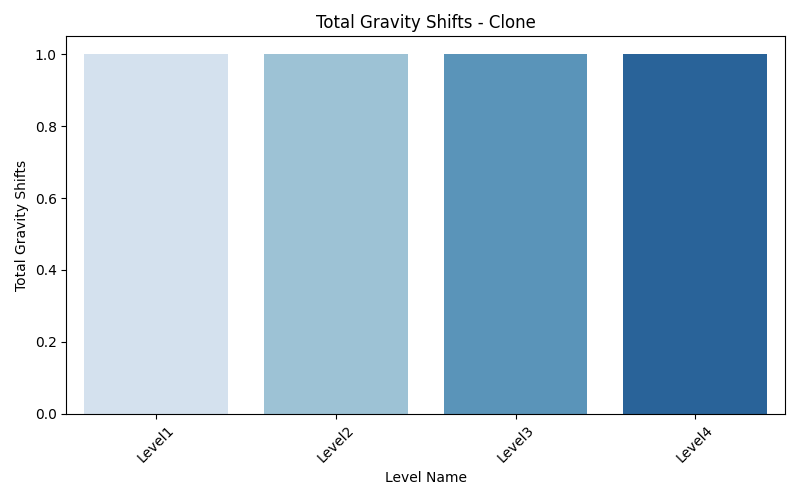 Total Gravity Shifts - Clone
Total Gravity Shifts
1.0
0.8
0.6
0.4
0.2
0.0
Level1
Level2
Level3
Level4
Level Name